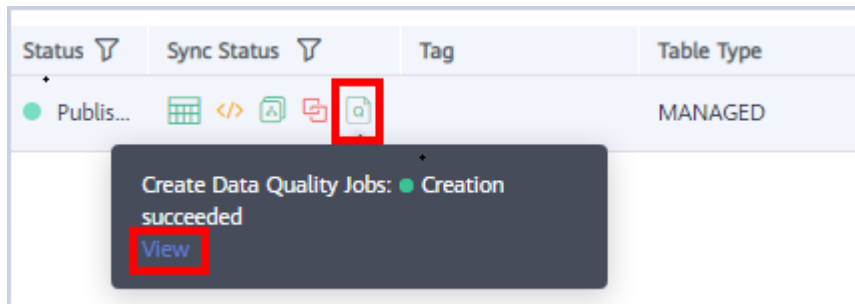 Status Sync Status Tag Table Type
Publis... </> MANAGED
Create Data Quality Jobs: Creation
succeeded
View